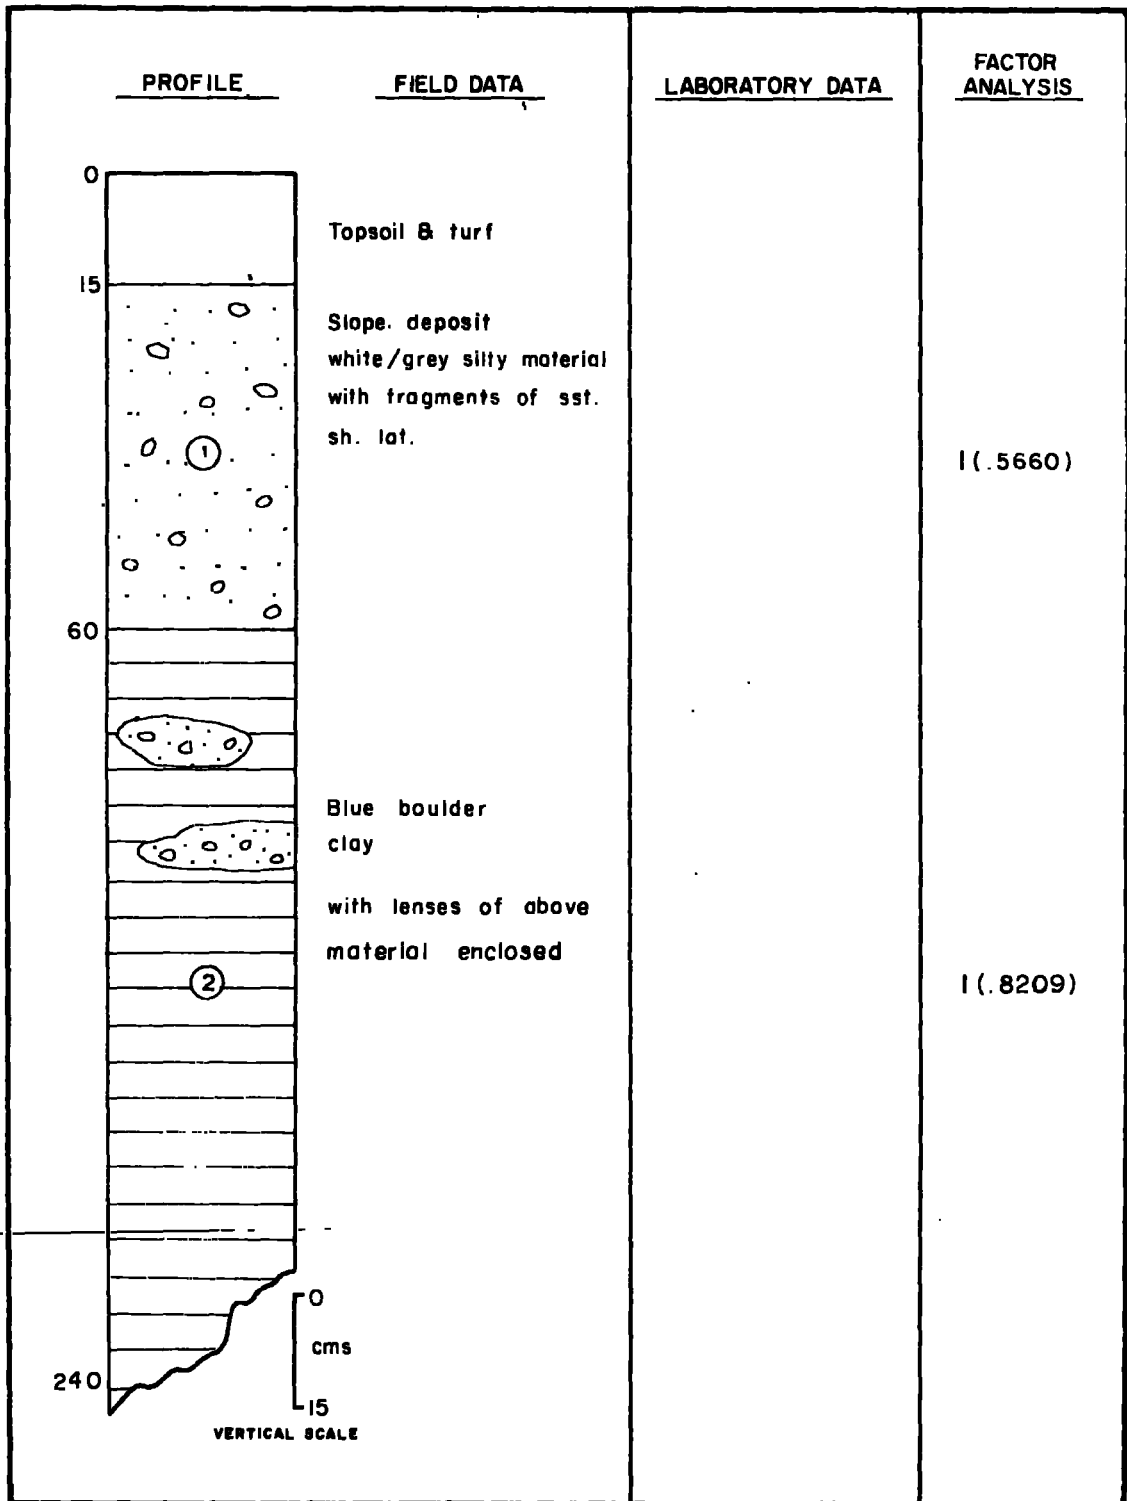 PROFILE FIELD DATA LABORATORY DATA FACTOR
ANALYSIS
0
Topsoil & turf
15
Slope. deposit
white/grey silty material
with fragments of sst.
sh. lat.
1
1(.5660)
60
Blue boulder
clay
with lenses of above
material enclosed
2
1(.8209)
0
cms
240
15
VERTICAL SCALE